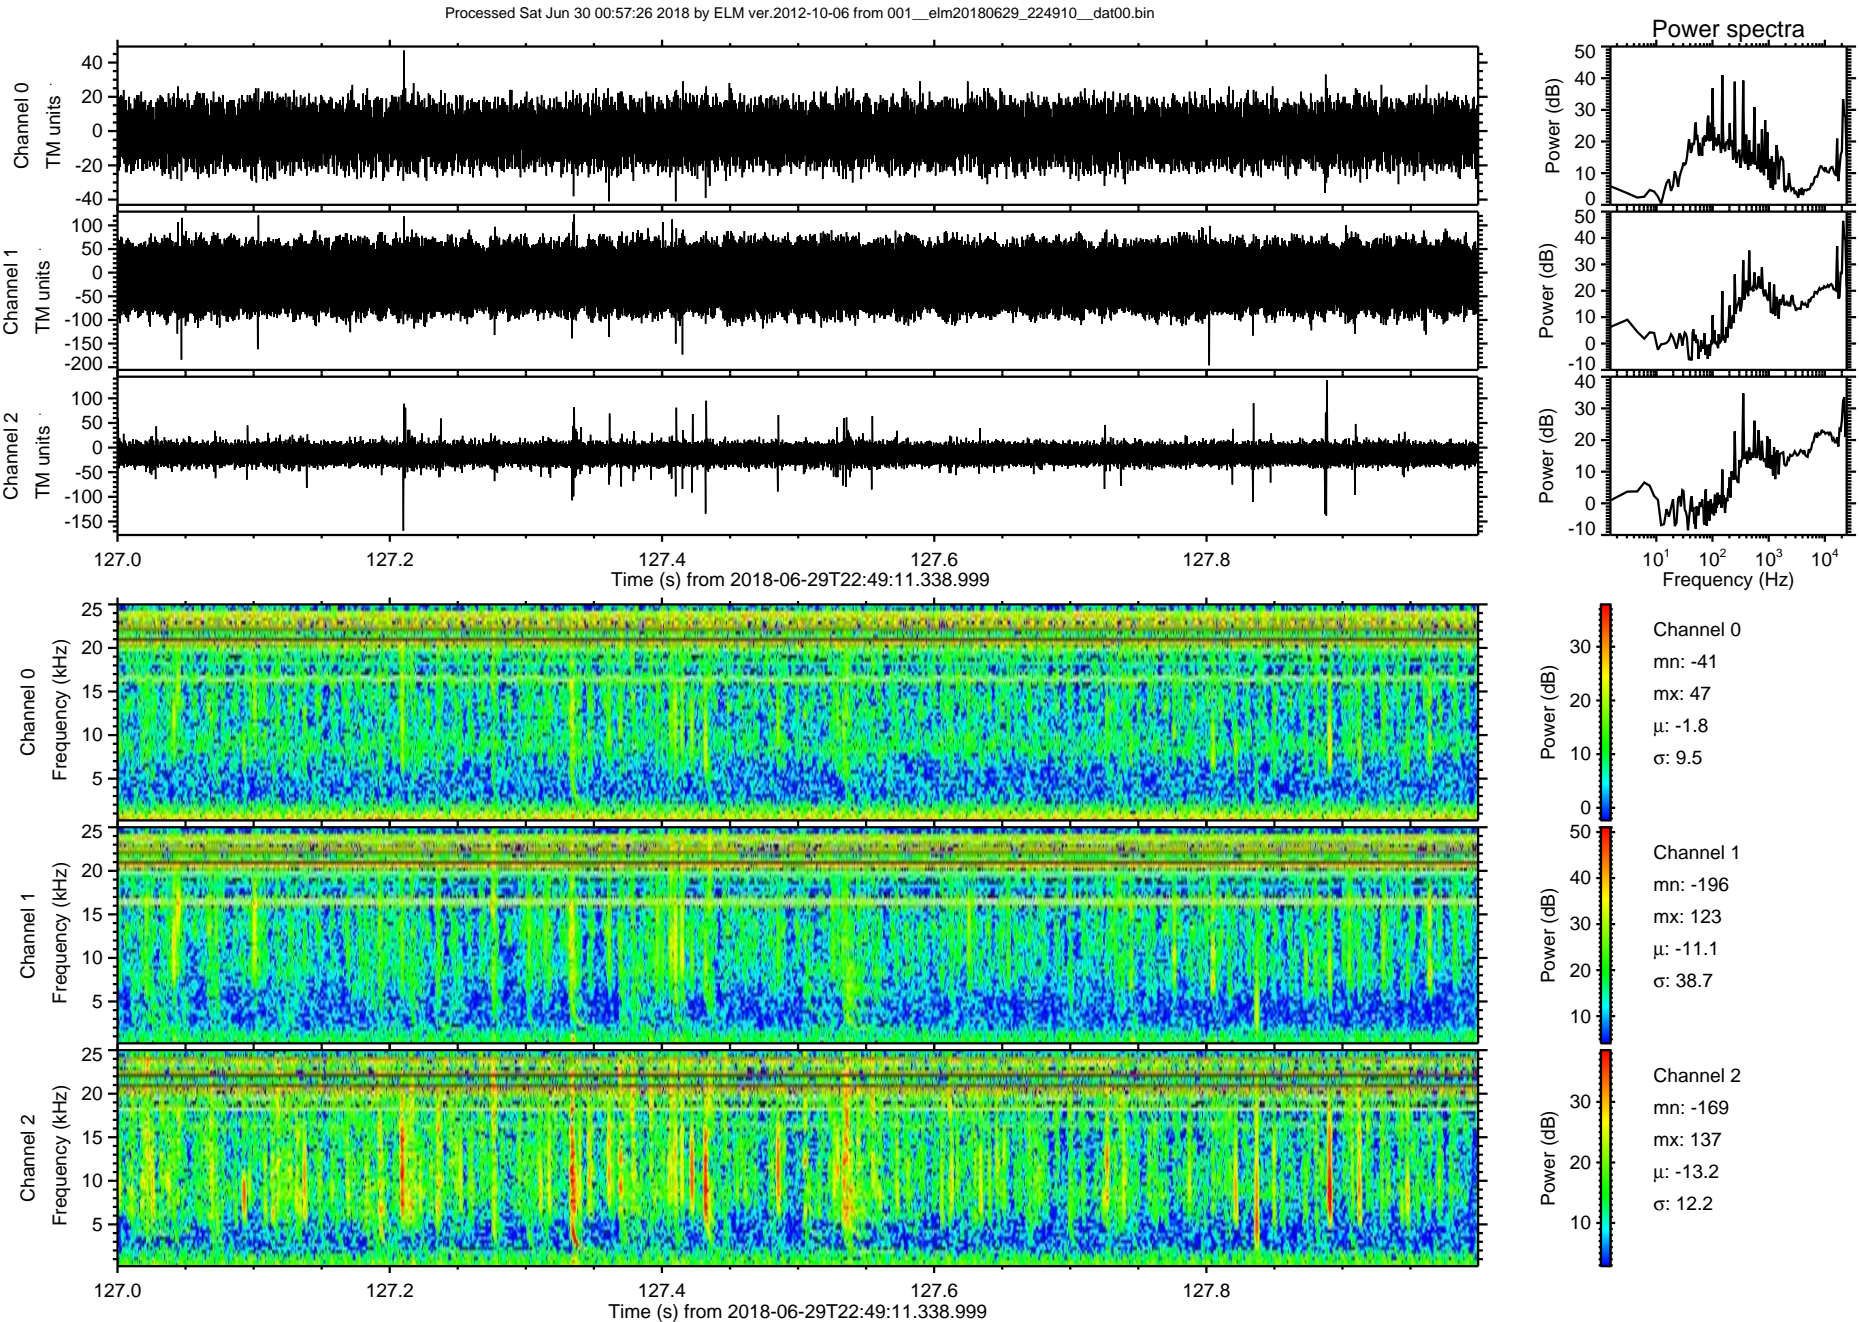 Processed Sat Jun 30 00:57:26 2018 by ELM ver.2012-10-06 from 001__elm20180629_224910__dat00.bin
Power spectra
Channel 0
TM units
40
20
0
-20
-40
Power (dB)
50
40
30
20
10
0
Channel 1
TM units
100
50
0
-50
-100
-150
-200
Power (dB)
50
40
30
20
10
0
-10
Channel 2
TM units
100
50
0
-50
-100
-150
Power (dB)
40
30
20
10
0
-10
127.0 127.2 127.4 127.6 127.8
Time (s) from 2018-06-29T22:49:11.338.999
10¹ 10² 10³ 10⁴
Frequency (Hz)
Channel 0
Frequency (kHz)
25
20
15
10
5
Power (dB)
30
20
10
0
Channel 0
mn: -41
mx: 47
μ: -1.8
σ: 9.5
Channel 1
Frequency (kHz)
25
20
15
10
5
Power (dB)
50
40
30
20
10
Channel 1
mn: -196
mx: 123
μ: -11.1
σ: 38.7
Channel 2
Frequency (kHz)
25
20
15
10
5
Power (dB)
30
20
10
Channel 2
mn: -169
mx: 137
μ: -13.2
σ: 12.2
127.0 127.2 127.4 127.6 127.8
Time (s) from 2018-06-29T22:49:11.338.999